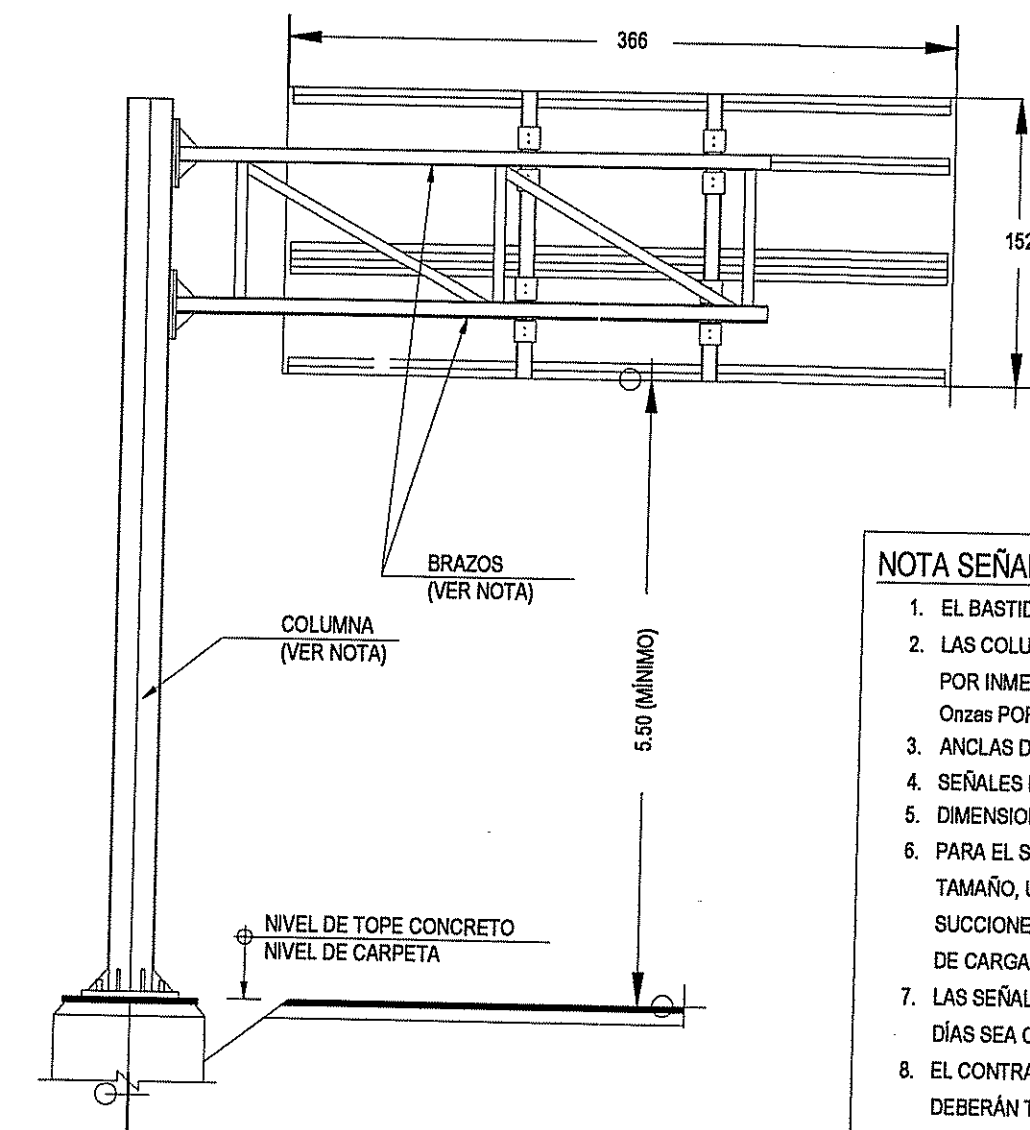 366
152
BRAZOS
(VER NOTA)
COLUMNA
(VER NOTA)
5.50 (MÍNIMO)
NIVEL DE TOPE CONCRETO
NIVEL DE CARPETA
NOTA SEÑAL
1. EL BASTID
2. LAS COLU
POR INME
Onzas POR
3. ANCLAS D
4. SEÑALES
5. DIMENSIO
6. PARA EL S
TAMAÑO, U
SUCCIONE
DE CARGA
7. LAS SEÑAL
DÍAS SEA C
8. EL CONTRA
DEBERÁN T